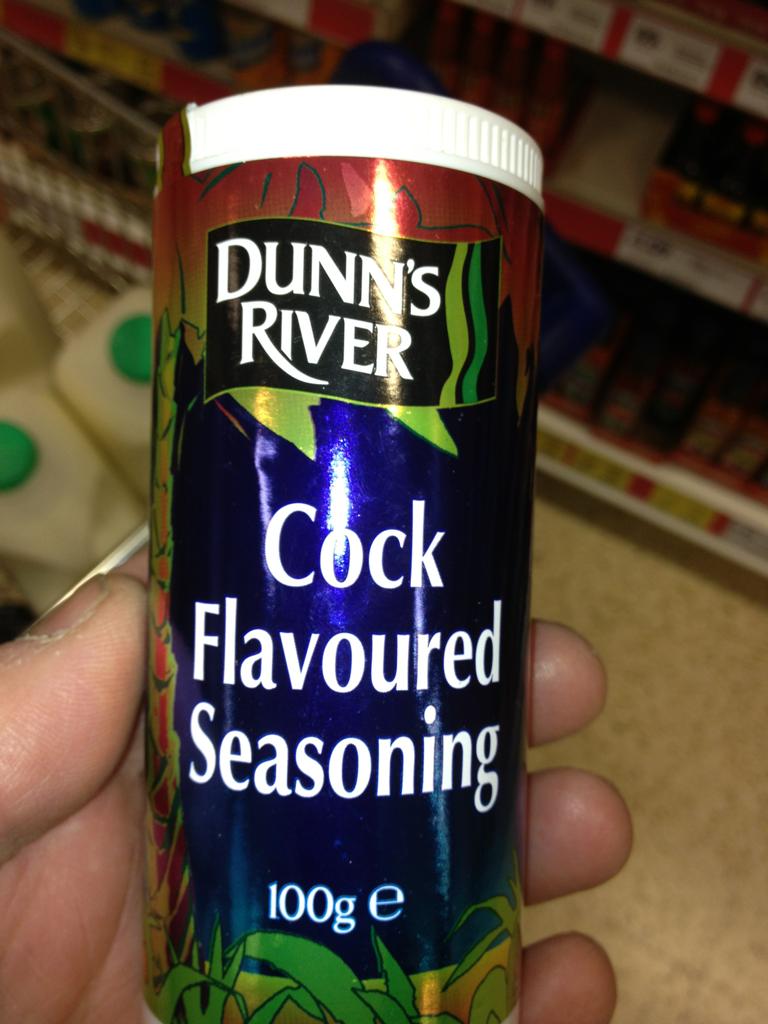 DUNN'S
RIVER
Cock
Flavoured
Seasoning
100g ℮